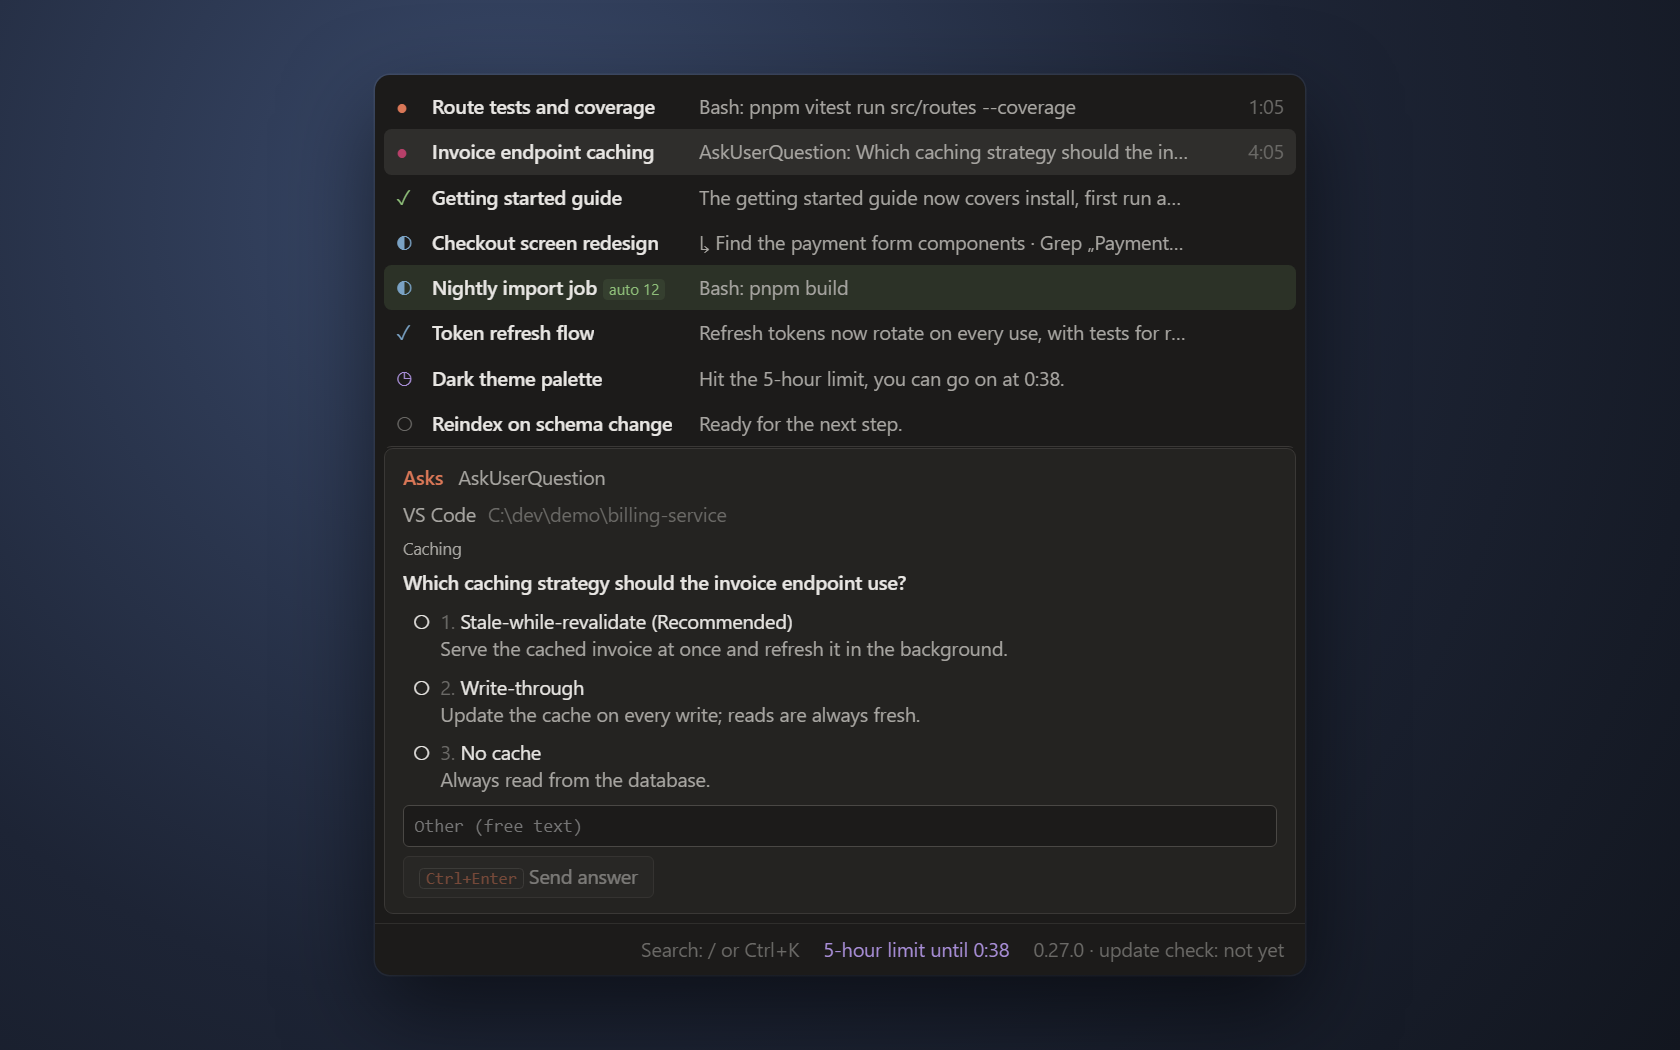 Route tests and coverage Bash: pnpm vitest run src/routes --coverage 1:05
Invoice endpoint caching AskUserQuestion: Which caching strategy should the in... 4:05
Getting started guide The getting started guide now covers install, first run a...
Checkout screen redesign ↳ Find the payment form components · Grep „Payment...
Nightly import job auto 12 Bash: pnpm build
Token refresh flow Refresh tokens now rotate on every use, with tests for r...
Dark theme palette Hit the 5-hour limit, you can go on at 0:38.
Reindex on schema change Ready for the next step.
Asks AskUserQuestion
VS Code C:\dev\demo\billing-service
Caching
Which caching strategy should the invoice endpoint use?
1. Stale-while-revalidate (Recommended)
Serve the cached invoice at once and refresh it in the background.
2. Write-through
Update the cache on every write; reads are always fresh.
3. No cache
Always read from the database.
Other (free text)
Ctrl+Enter Send answer
Search: / or Ctrl+K 5-hour limit until 0:38 0.27.0 · update check: not yet